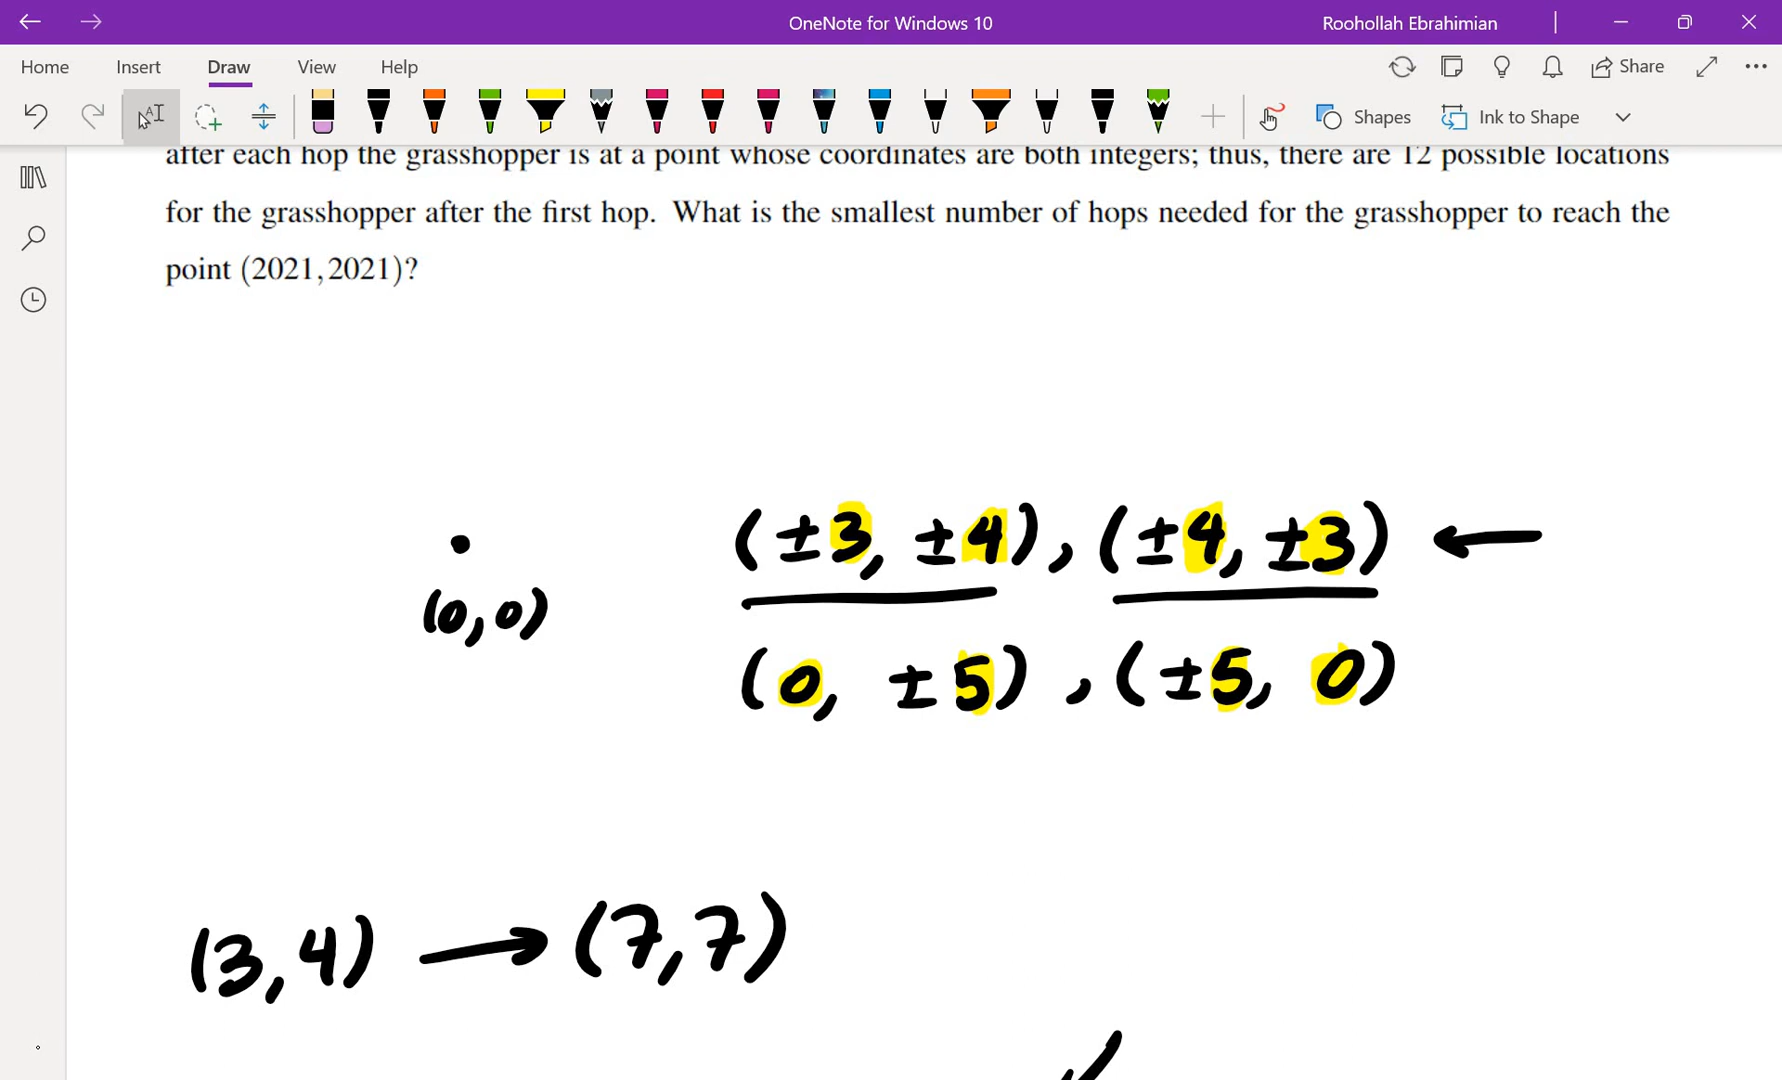 OneNote for Windows 10
Roohollah Ebrahimian
Home Insert Draw View Help
Share
Shapes
Ink to Shape
after each hop the grasshopper is at a point whose coordinates are both integers; thus, there are 12 possible locations
for the grasshopper after the first hop. What is the smallest number of hops needed for the grasshopper to reach the
point (2021,2021)?
(±3, ±4), (±4, ±3) ←
(0,0)
(0, ±5), (±5, 0)
(3,4) → (7,7)